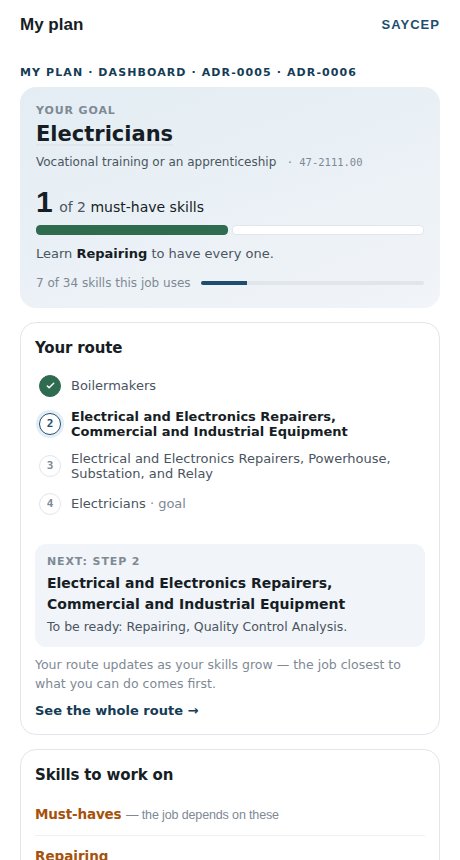 My plan
SAYCEP
MY PLAN · DASHBOARD · ADR-0005 · ADR-0006
YOUR GOAL
Electricians
Vocational training or an apprenticeship · 47-2111.00
1 of 2 must-have skills
Learn Repairing to have every one.
7 of 34 skills this job uses
Your route
Boilermakers
2
Electrical and Electronics Repairers,
Commercial and Industrial Equipment
3
Electrical and Electronics Repairers, Powerhouse,
Substation, and Relay
4
Electricians · goal
NEXT: STEP 2
Electrical and Electronics Repairers,
Commercial and Industrial Equipment
To be ready: Repairing, Quality Control Analysis.
Your route updates as your skills grow — the job closest to
what you can do comes first.
See the whole route →
Skills to work on
Must-haves — the job depends on these
Repairing